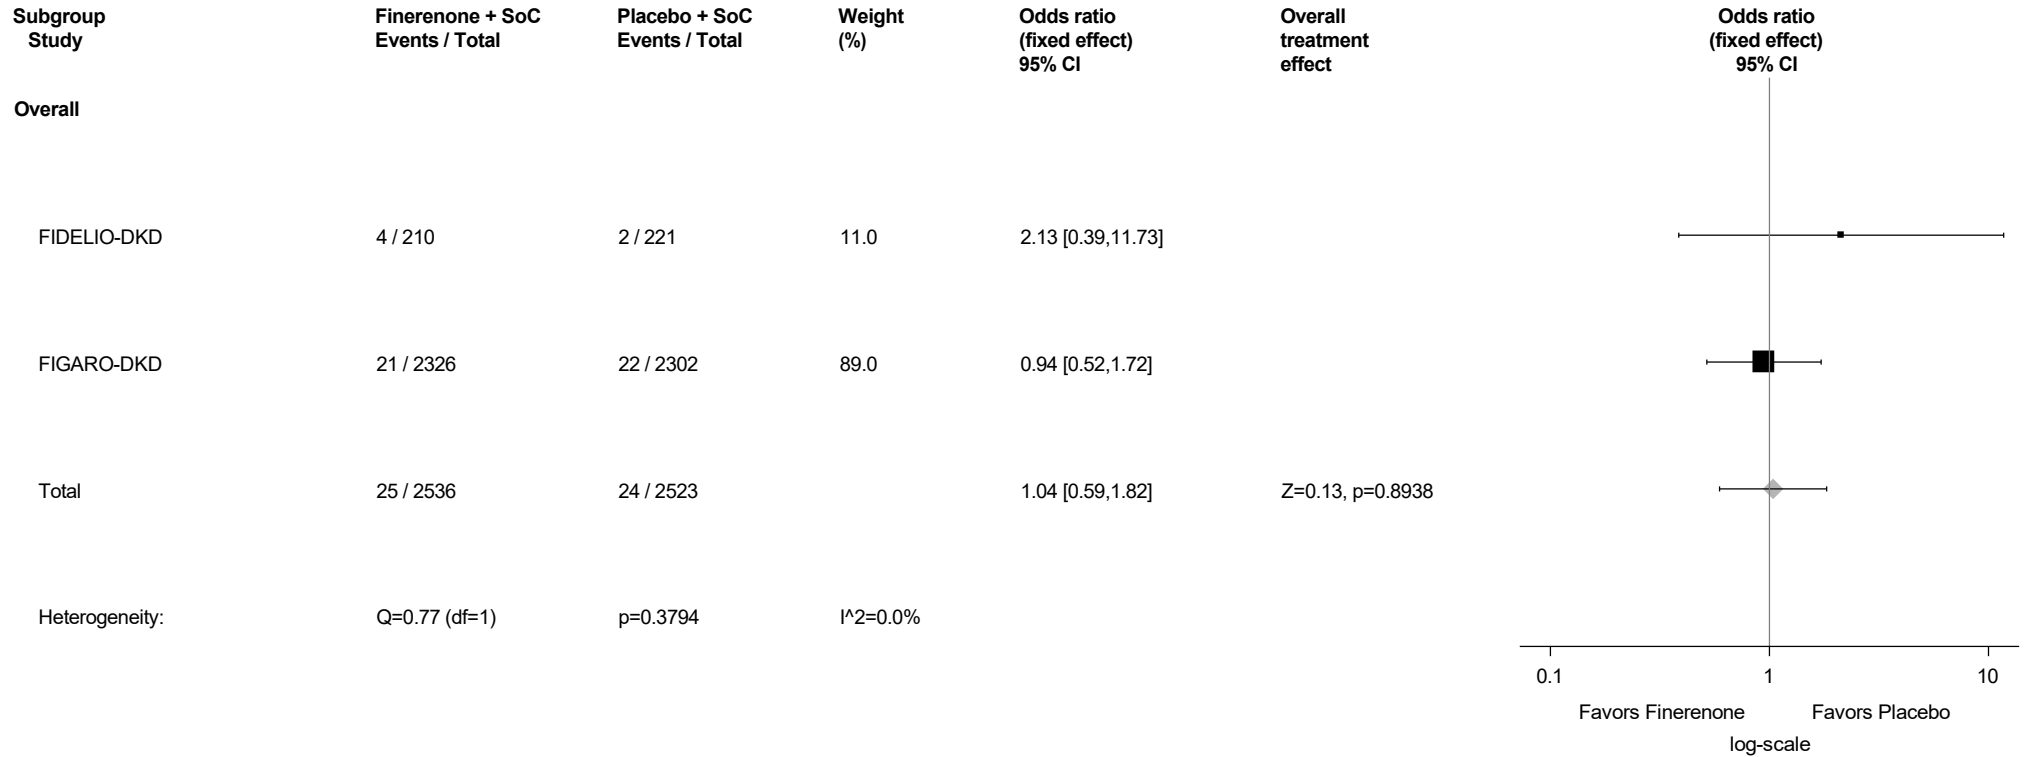 Subgroup Finerenone + SoC Placebo + SoC Weight Odds ratio Overall Odds ratio
Study Events / Total Events / Total (%) (fixed effect) treatment (fixed effect)
95% CI effect 95% CI
Overall
FIDELIO-DKD 4 / 210 2 / 221 11.0 2.13 [0.39,11.73]
FIGARO-DKD 21 / 2326 22 / 2302 89.0 0.94 [0.52,1.72]
Total 25 / 2536 24 / 2523 1.04 [0.59,1.82] Z=0.13, p=0.8938
Heterogeneity: Q=0.77 (df=1) p=0.3794 I^2=0.0%
0.1 1 10
Favors Finerenone Favors Placebo
log-scale